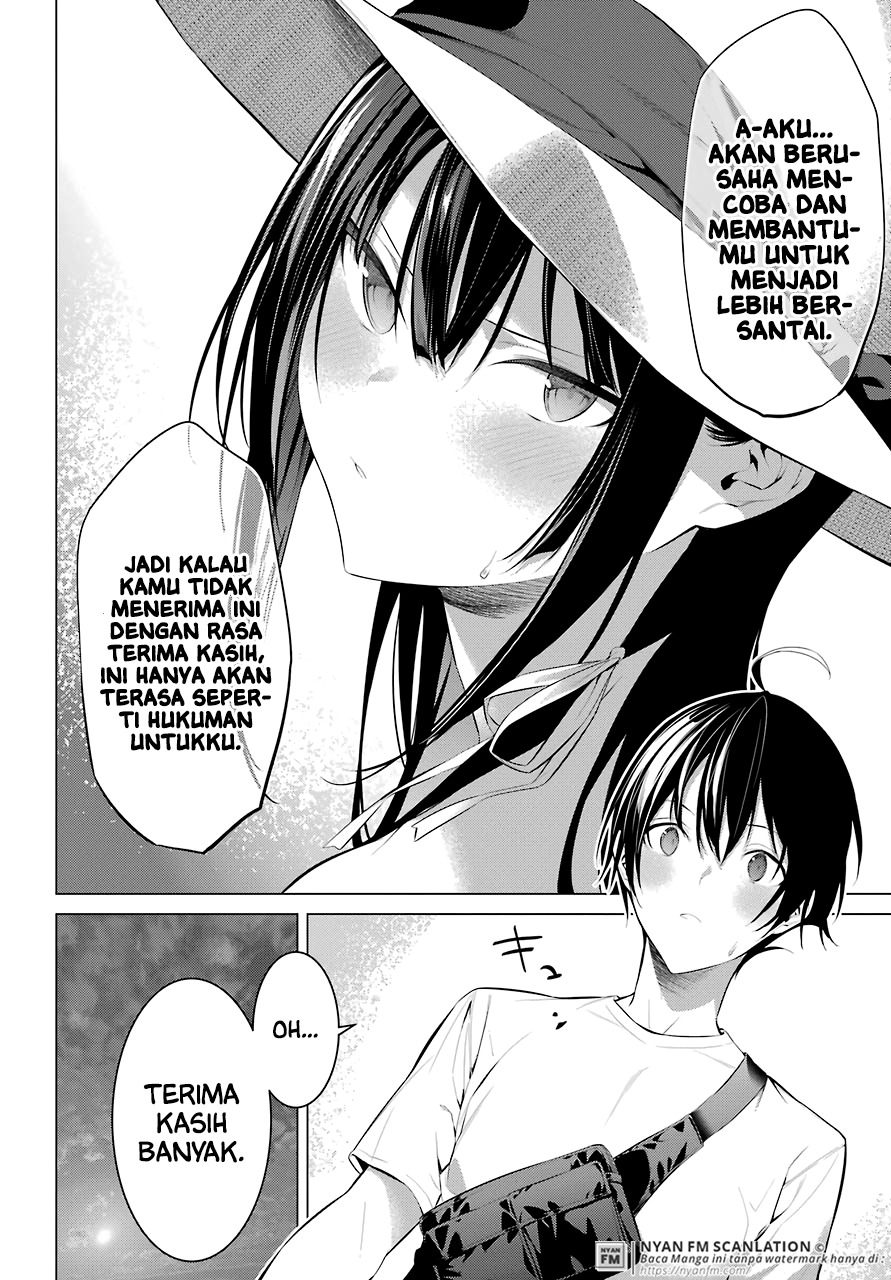 A-AKU...
AKAN BERU-
SAHA MEN-
COBA DAN
MEMBANTU-
MU UNTUK
MENJADI
LEBIH BER-
SANTAI.
JADI KALAU
KAMU TIDAK
MENERIMA INI
DENGAN RASA
TERIMA KASIH,
INI HANYA AKAN
TERASA SEPER-
TI HUKUMAN
UNTUKKU.
OH...
TERIMA
KASIH
BANYAK.
NYAN FM
NYAN FM SCANLATION ©
Baca Manga ini tanpa watermark hanya di :
https://nyanfm.com/